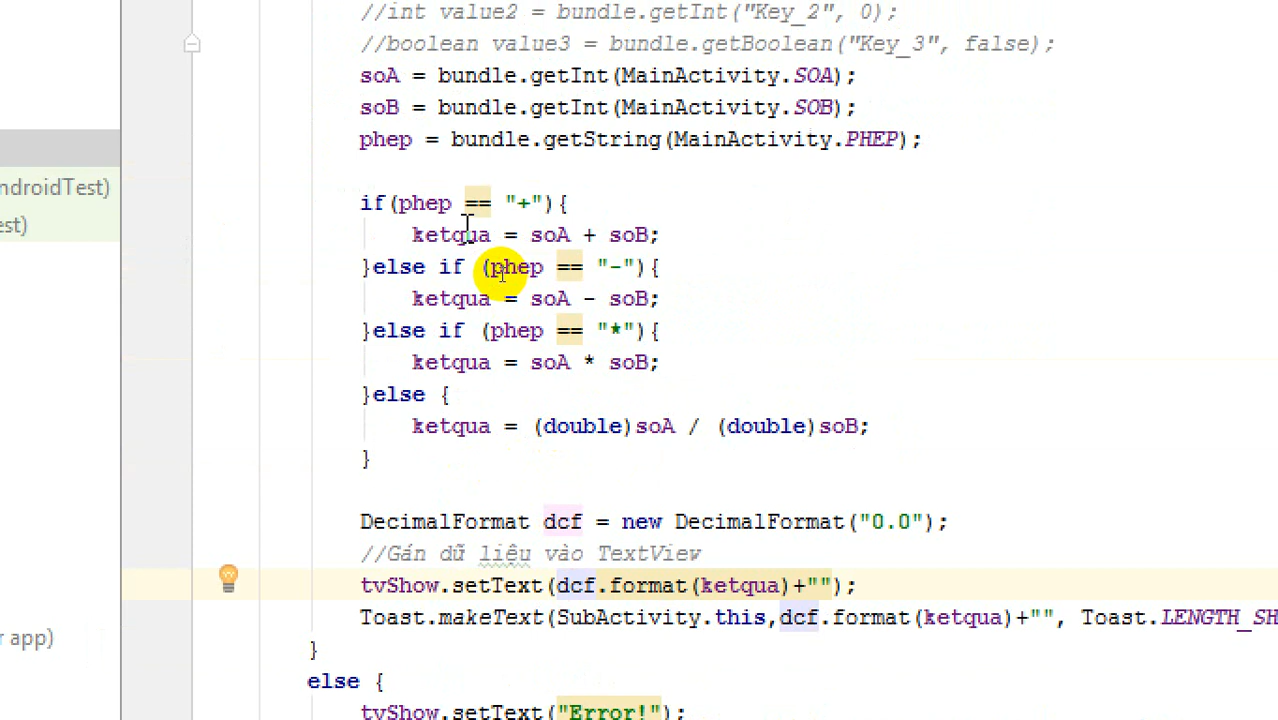 //int value2 = bundle.getInt("Key_2", 0);
//boolean value3 = bundle.getBoolean("Key_3", false);
soA = bundle.getInt(MainActivity.SOA);
soB = bundle.getInt(MainActivity.SOB);
phep = bundle.getString(MainActivity.PHEP);
ndroidTest)
est)
if(phep == "+"){
ketqua = soA + soB;
}else if (phep == "-"){
ketqua = soA - soB;
}else if (phep == "*"){
ketqua = soA * soB;
}else {
ketqua = (double)soA / (double)soB;
}
DecimalFormat dcf = new DecimalFormat("0.0");
//Gán dữ liệu vào TextView
tvShow.setText(dcf.format(ketqua)+"");
Toast.makeText(SubActivity.this,dcf.format(ketqua)+"", Toast.LENGTH_SH
r app)
}
else {
tvShow.setText("Error!");